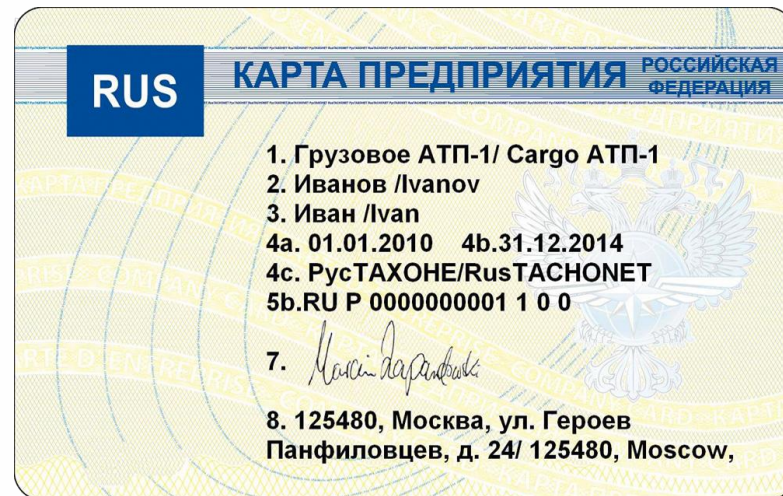 RUS
КАРТА ПРЕДПРИЯТИЯ
РОССИЙСКАЯ
ФЕДЕРАЦИЯ
1. Грузовое АТП-1/ Cargo АТП-1
2. Иванов /Ivanov
3. Иван /Ivan
4a. 01.01.2010 4b.31.12.2014
4c. РусТАХОНЕ/RusTACHONET
5b.RU P 0000000001 1 0 0
7.
8. 125480, Москва, ул. Героев
Панфиловцев, д. 24/ 125480, Moscow,